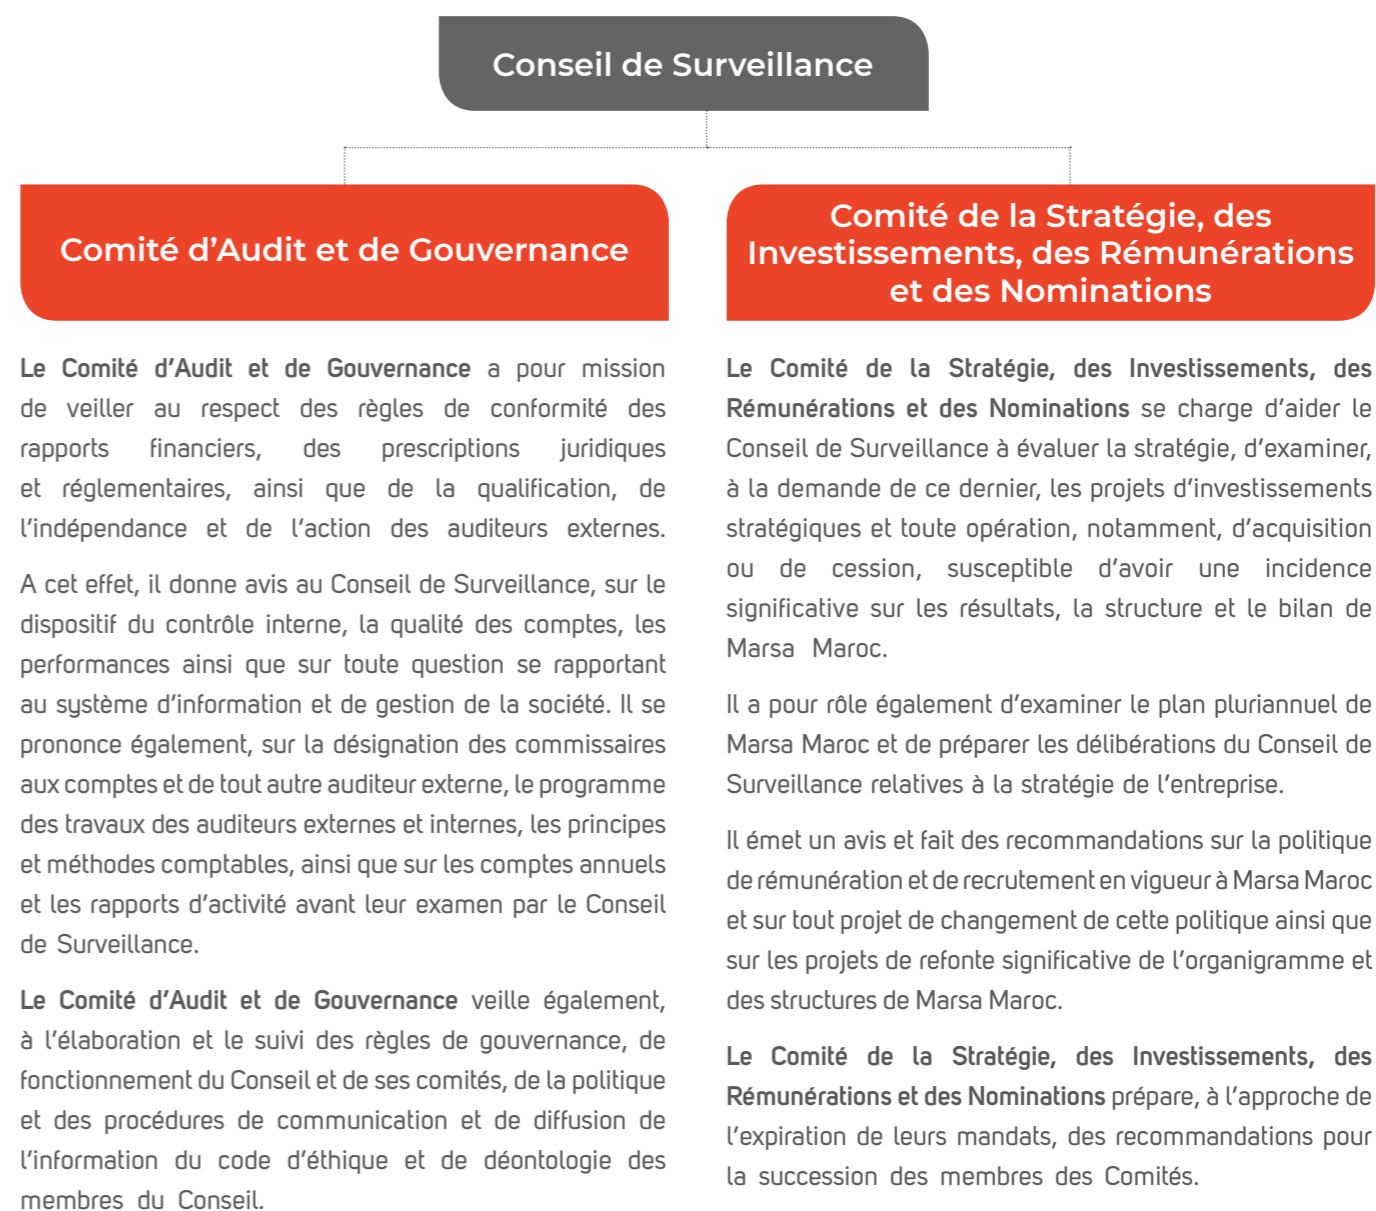 Conseil de Surveillance
Comité d’Audit et de Gouvernance
Le Comité d’Audit et de Gouvernance a pour mission
de veiller au respect des règles de conformité des
rapports financiers, des prescriptions juridiques
et réglementaires, ainsi que de la qualification, de
l’indépendance et de l’action des auditeurs externes.
A cet effet, il donne avis au Conseil de Surveillance, sur le
dispositif du contrôle interne, la qualité des comptes, les
performances ainsi que sur toute question se rapportant
au système d’information et de gestion de la société. Il se
prononce également, sur la désignation des commissaires
aux comptes et de tout autre auditeur externe, le programme
des travaux des auditeurs externes et internes, les principes
et méthodes comptables, ainsi que sur les comptes annuels
et les rapports d’activité avant leur examen par le Conseil
de Surveillance.
Le Comité d’Audit et de Gouvernance veille également,
à l’élaboration et le suivi des règles de gouvernance, de
fonctionnement du Conseil et de ses comités, de la politique
et des procédures de communication et de diffusion de
l’information du code d’éthique et de déontologie des
membres du Conseil.
Comité de la Stratégie, des
Investissements, des Rémunérations
et des Nominations
Le Comité de la Stratégie, des Investissements, des
Rémunérations et des Nominations se charge d’aider le
Conseil de Surveillance à évaluer la stratégie, d’examiner,
à la demande de ce dernier, les projets d’investissements
stratégiques et toute opération, notamment, d’acquisition
ou de cession, susceptible d’avoir une incidence
significative sur les résultats, la structure et le bilan de
Marsa Maroc.
Il a pour rôle également d’examiner le plan pluriannuel de
Marsa Maroc et de préparer les délibérations du Conseil de
Surveillance relatives à la stratégie de l’entreprise.
Il émet un avis et fait des recommandations sur la politique
de rémunération et de recrutement en vigueur à Marsa Maroc
et sur tout projet de changement de cette politique ainsi que
sur les projets de refonte significative de l’organigramme et
des structures de Marsa Maroc.
Le Comité de la Stratégie, des Investissements, des
Rémunérations et des Nominations prépare, à l’approche de
l’expiration de leurs mandats, des recommandations pour
la succession des membres des Comités.